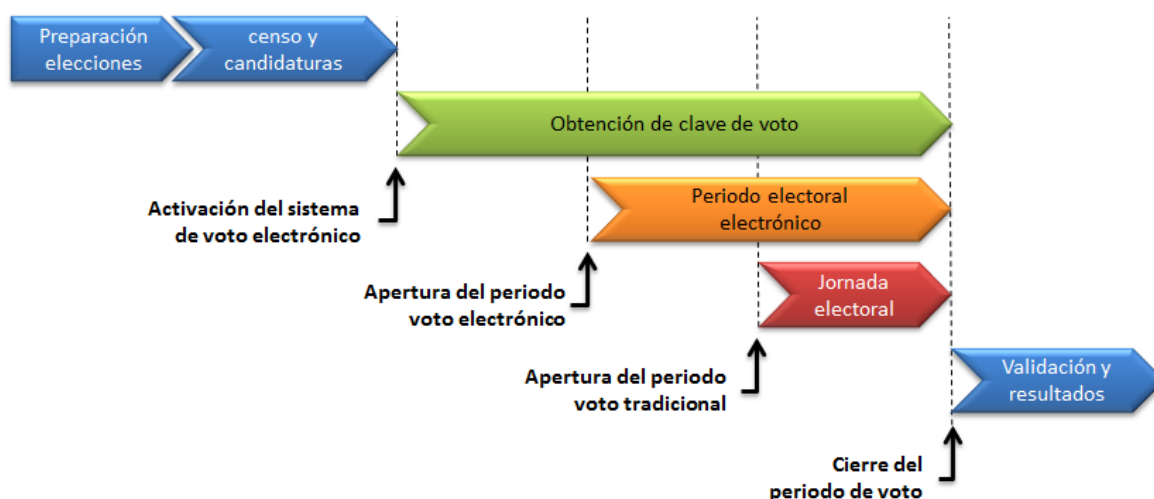 Preparación
elecciones
censo y
candidaturas
Obtención de clave de voto
Activación del sistema
de voto electrónico
Periodo electoral
electrónico
Apertura del periodo
voto electrónico
Jornada
electoral
Apertura del periodo
voto tradicional
Validación y
resultados
Cierre del
periodo de voto